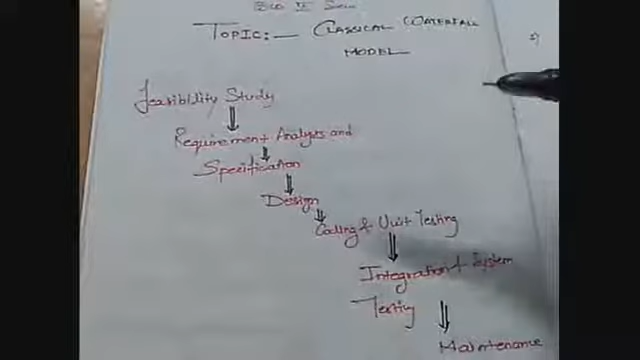 TOPIC:— CLASSICAL WATERFALL
MODEL—
Feasibility Study
Requirement Analysis and
Specification
Design
Coding & Unit Testing
Integration & System
Testing
Maintenance